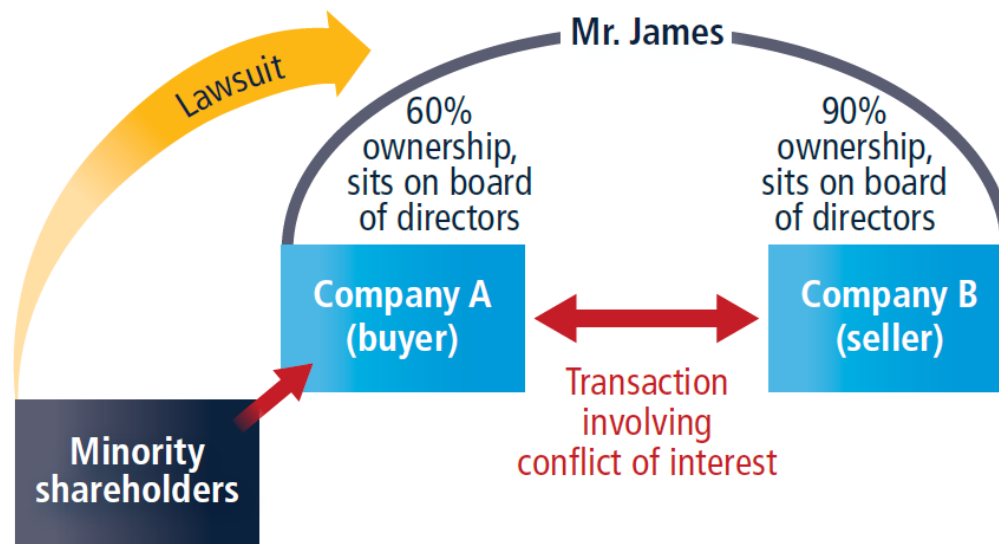 Mr. James
Lawsuit
60%
ownership,
sits on board
of directors
90%
ownership,
sits on board
of directors
Company A
(buyer)
Company B
(seller)
Transaction
involving
conflict of interest
Minority
shareholders